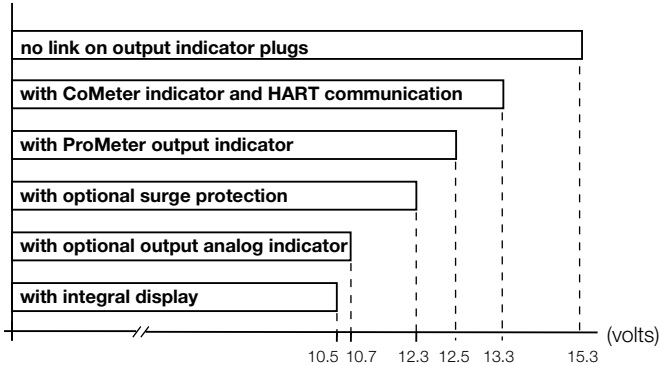 no link on output indicator plugs
with CoMeter indicator and HART communication
with ProMeter output indicator
with optional surge protection
with optional output analog indicator
with integral display
(volts)
10.5 10.7 12.3 12.5 13.3 15.3